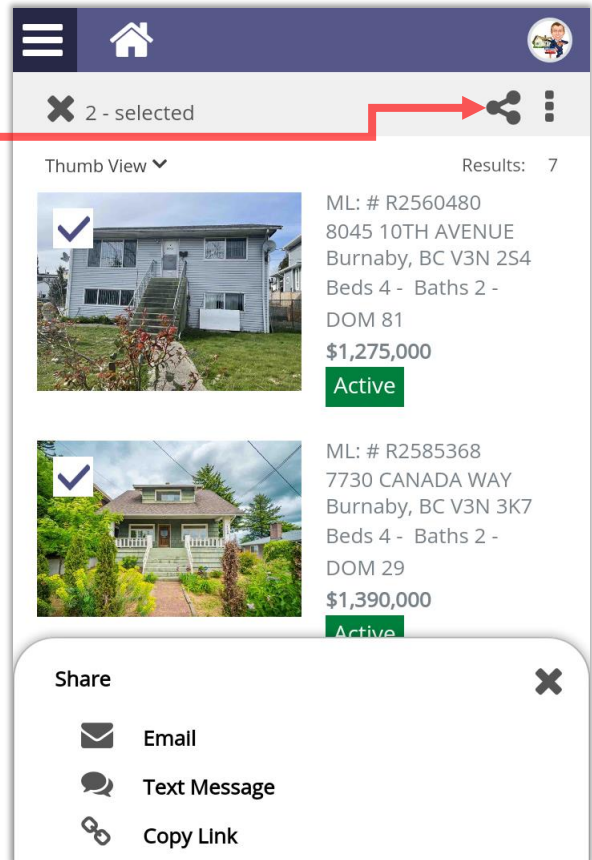 2 - selected
Thumb View
Results: 7
ML: # R2560480
8045 10TH AVENUE
Burnaby, BC V3N 2S4
Beds 4 - Baths 2 -
DOM 81
$1,275,000
Active
ML: # R2585368
7730 CANADA WAY
Burnaby, BC V3N 3K7
Beds 4 - Baths 2 -
DOM 29
$1,390,000
Active
Share
Email
Text Message
Copy Link